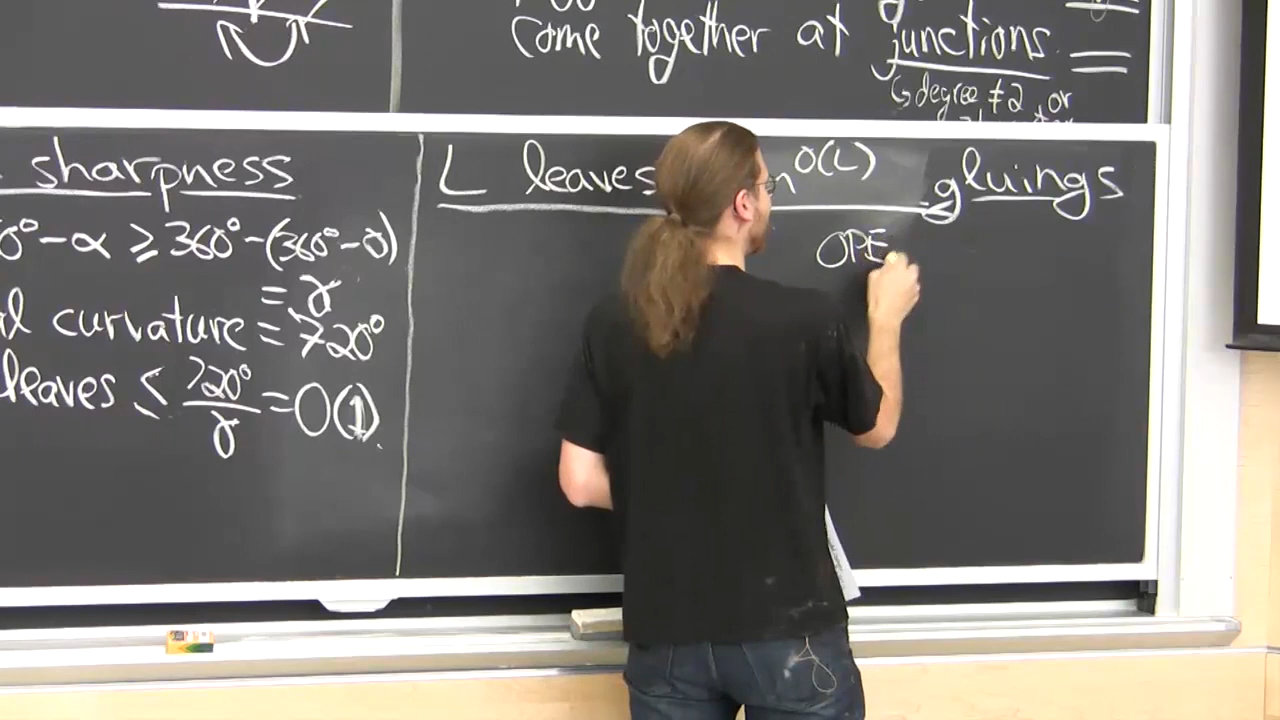 come together at junctions
↳ degree ≠2 or
sharpness
0° - α ≥ 360° - (360° - γ)
= γ
curvature = 720°
leaves ≤ 720°/γ = O(1)
L leaves n^O(L) gluings
OPE